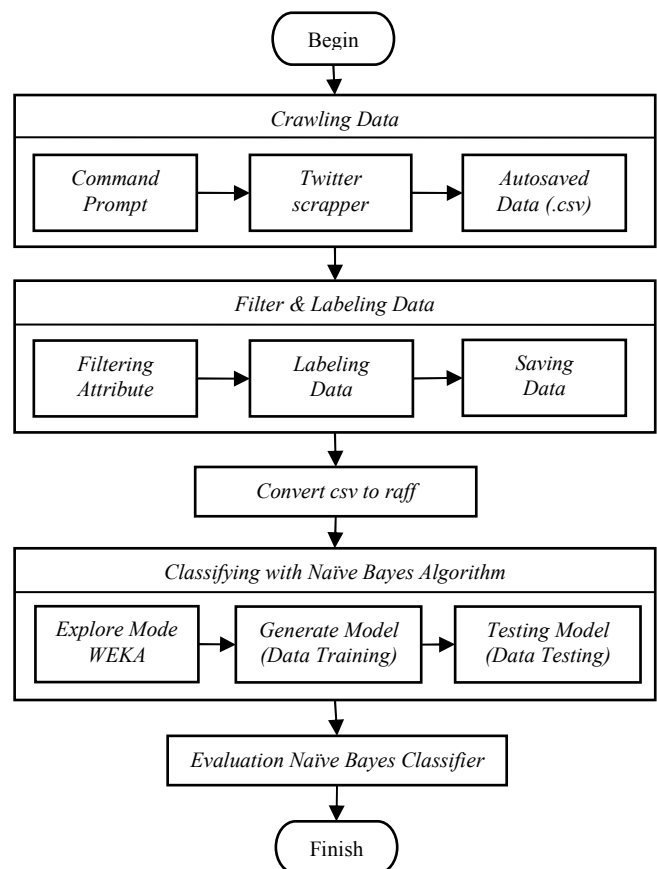 Begin
Crawling Data
Command
Prompt
Twitter
scrapper
Autosaved
Data (.csv)
Filter & Labeling Data
Filtering
Attribute
Labeling
Data
Saving
Data
Convert csv to raff
Classifying with Naïve Bayes Algorithm
Explore Mode
WEKA
Generate Model
(Data Training)
Testing Model
(Data Testing)
Evaluation Naïve Bayes Classifier
Finish